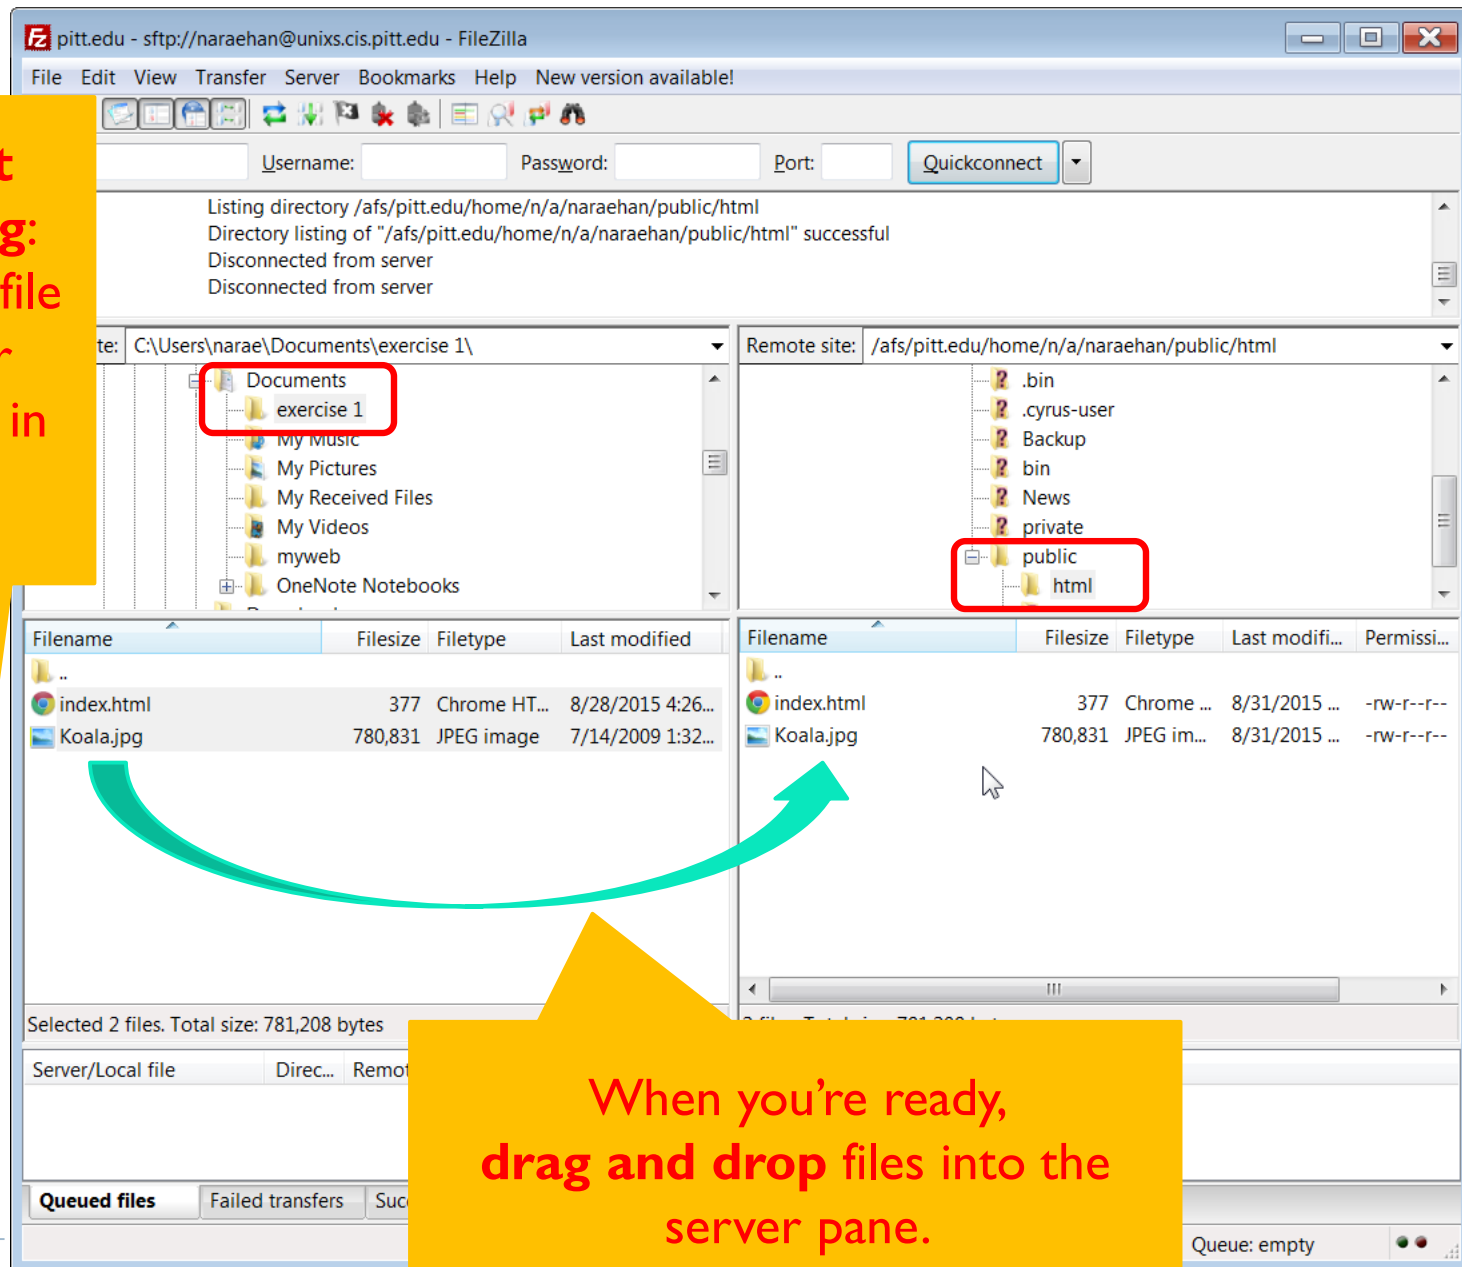 pitt.edu - sftp://naraehan@unixs.cis.pitt.edu - FileZilla
File Edit View Transfer Server Bookmarks Help New version available!
Username: Password: Port: Quickconnect
Listing directory /afs/pitt.edu/home/n/a/naraehan/public/html
Directory listing of "/afs/pitt.edu/home/n/a/naraehan/public/html" successful
Disconnected from server
Disconnected from server
t
g:
file
r
in
te: C:\Users\narae\Documents\exercise 1\
Documents
exercise 1
My Music
My Pictures
My Received Files
My Videos
myweb
OneNote Notebooks
Remote site: /afs/pitt.edu/home/n/a/naraehan/public/html
.bin
.cyrus-user
Backup
bin
News
private
public
html
Filename Filesize Filetype Last modified
..
index.html 377 Chrome HT... 8/28/2015 4:26...
Koala.jpg 780,831 JPEG image 7/14/2009 1:32...
Selected 2 files. Total size: 781,208 bytes
Filename Filesize Filetype Last modifi... Permissi...
..
index.html 377 Chrome ... 8/31/2015 ... -rw-r--r--
Koala.jpg 780,831 JPEG im... 8/31/2015 ... -rw-r--r--
Server/Local file Direc... Remot
When you're ready,
drag and drop files into the
server pane.
Queued files Failed transfers Suc
Queue: empty